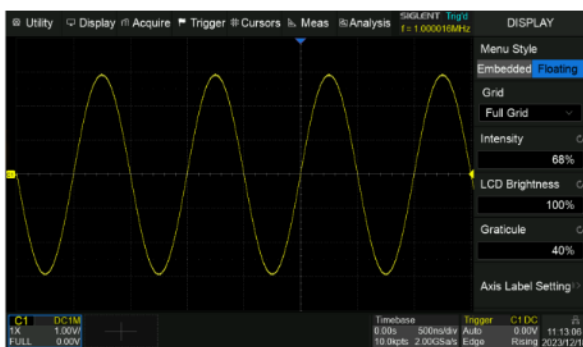 Utility Display Acquire Trigger Cursors Meas Analysis SIGLENT Trig'd DISPLAY
f = 1.000016MHz
Menu Style
Embedded Floating
Grid
Full Grid
Intensity
68%
LCD Brightness
100%
Graticule
40%
Axis Label Setting
C1 DC1M Timebase Trigger C1 DC
1X 1.00V/ 0.00s 500ns/div Auto 0.00V 11:13:06
FULL 0.00V 10.0kpts 2.00GSa/s Edge Rising 2023/12/1